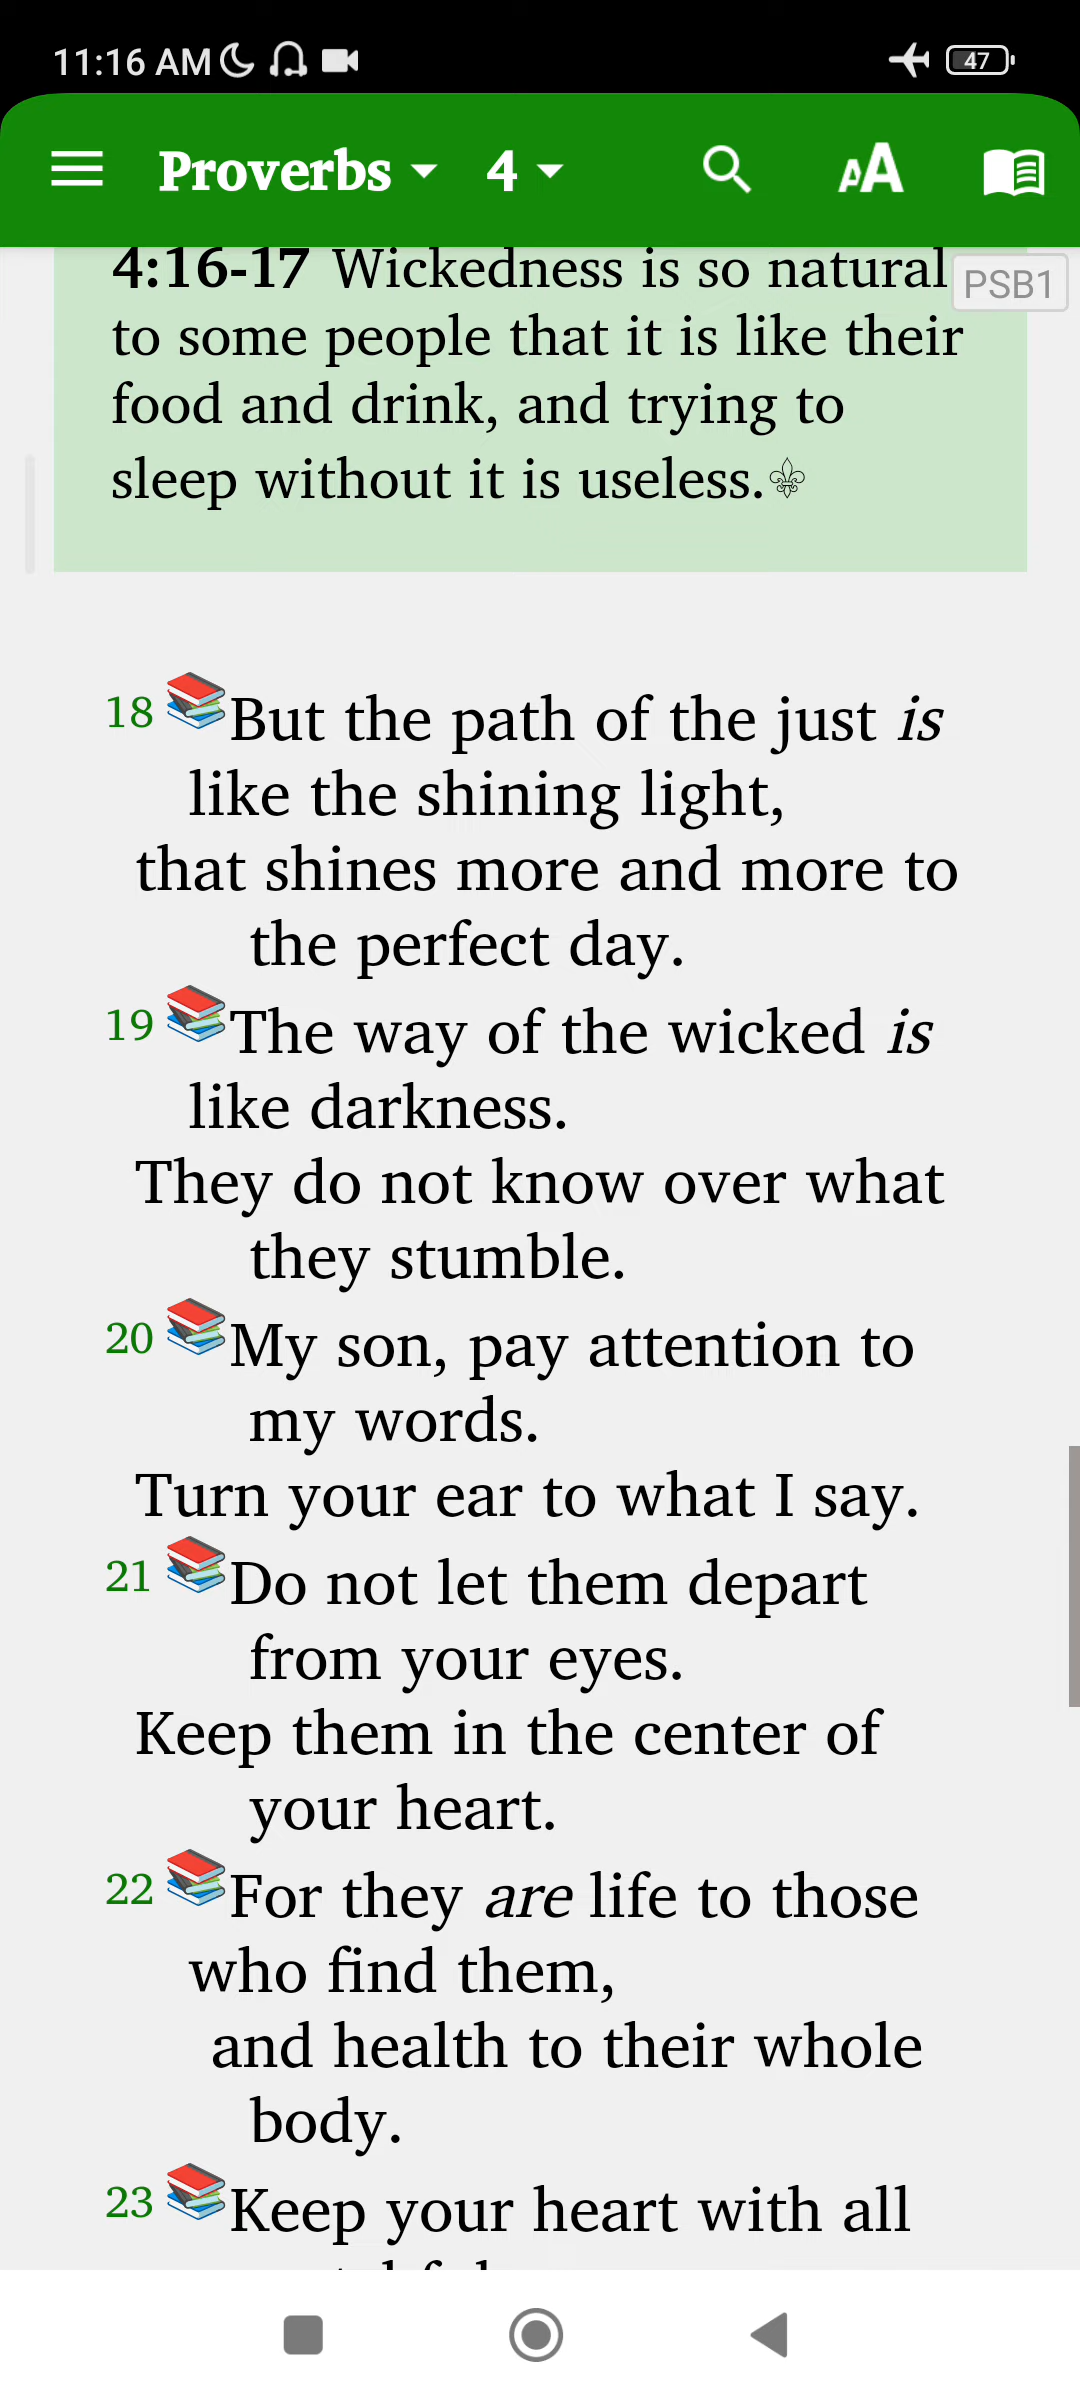 11:16 AM
47
Proverbs 4
AA
PSB1
4:16-17 Wickedness is so natural
to some people that it is like their
food and drink, and trying to
sleep without it is useless.⚜
18 📚But the path of the just is
like the shining light,
that shines more and more to
the perfect day.
19 📚The way of the wicked is
like darkness.
They do not know over what
they stumble.
20 📚My son, pay attention to
my words.
Turn your ear to what I say.
21 📚Do not let them depart
from your eyes.
Keep them in the center of
your heart.
22 📚For they are life to those
who find them,
and health to their whole
body.
23 📚Keep your heart with all